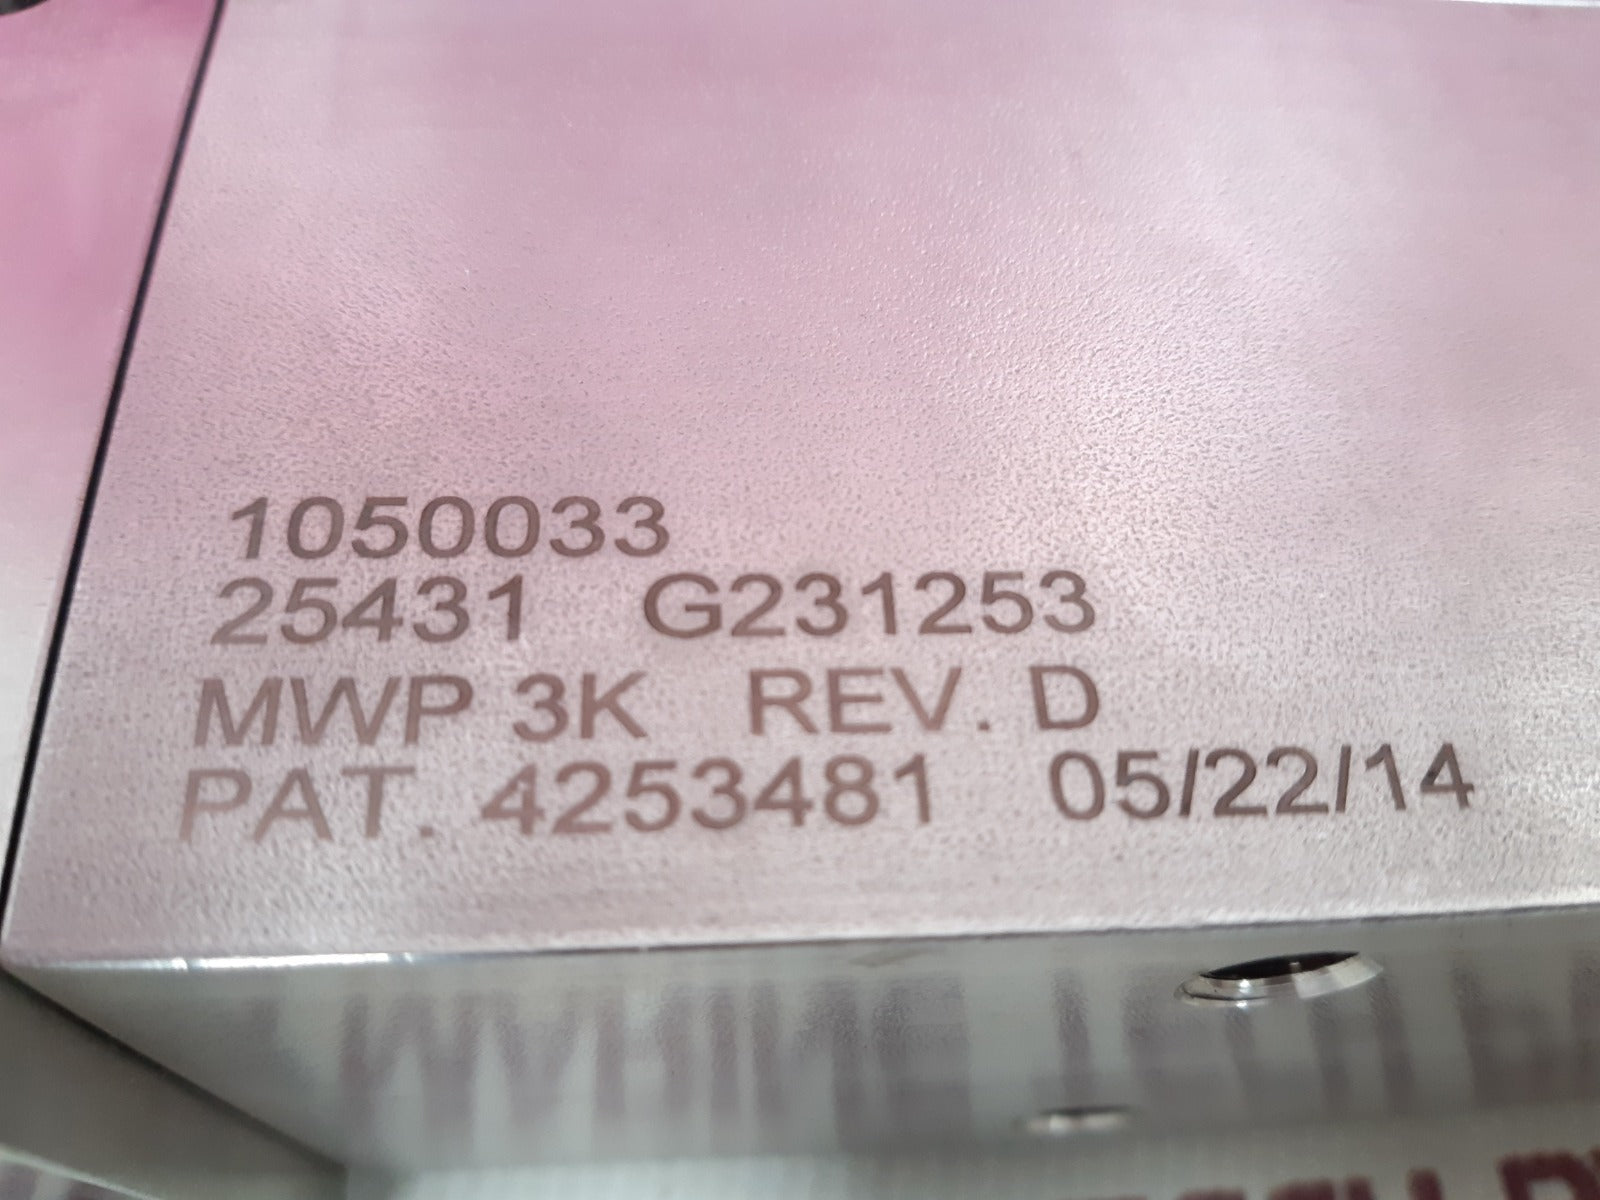 1050033
25431 G231253
MWP 3K REV. D
PAT. 4253481 05/22/14